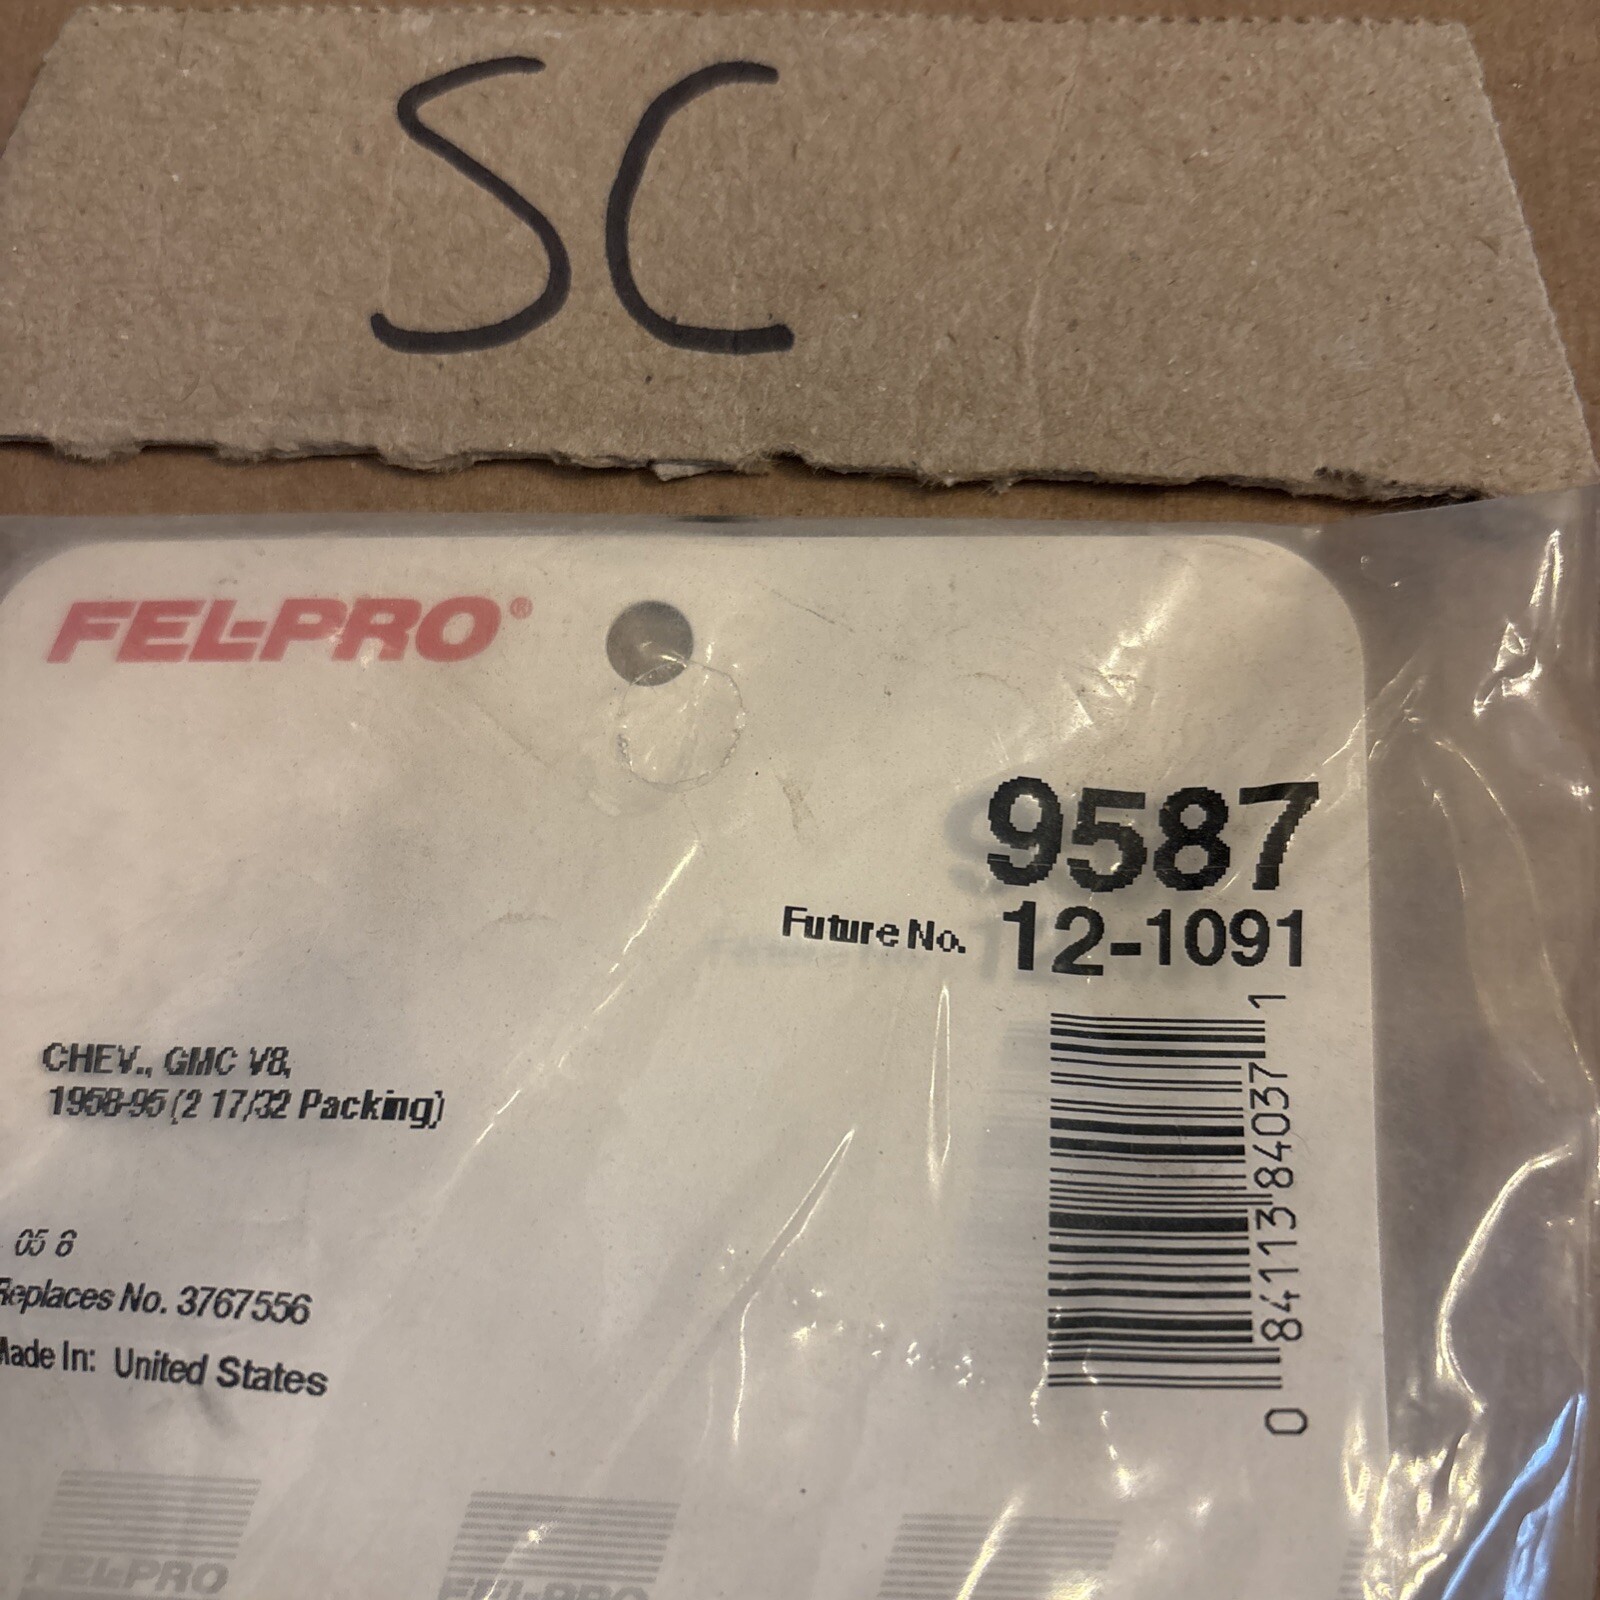 SC
FEL-PRO®
9587
Future No. 12-1091
CHEV., GMC V8,
1958-95 (2 17/32 Packing)
05 8
Replaces No. 3767556
Made In: United States
0 84113 84037 1
FEL-PRO
FEL-PRO